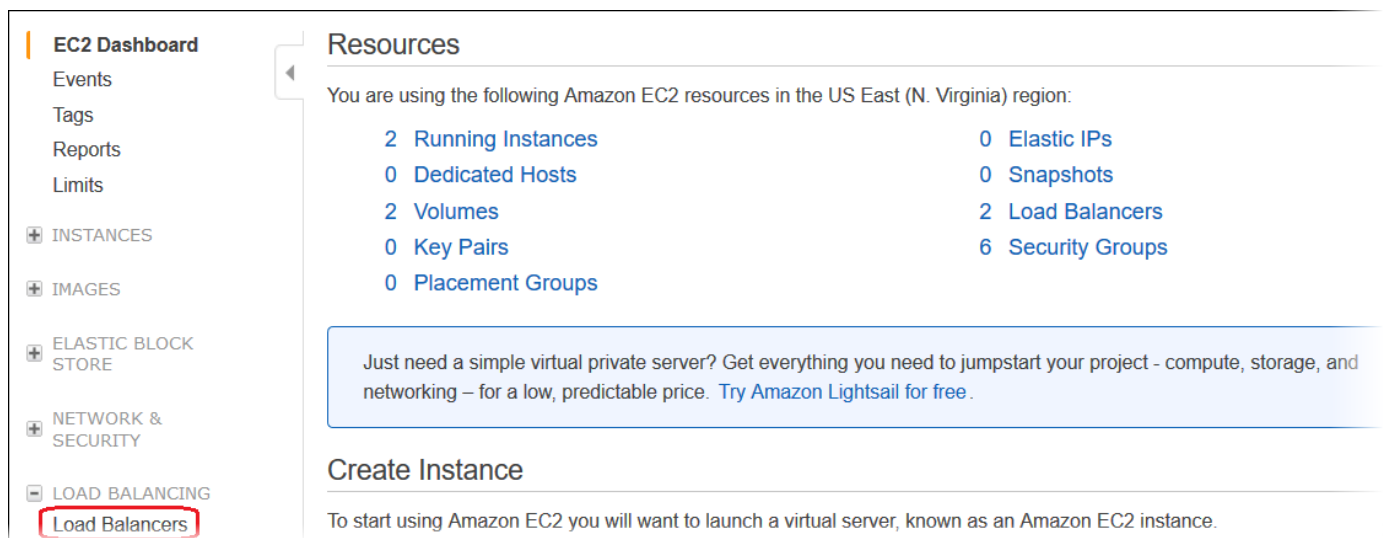 EC2 Dashboard
Events
Tags
Reports
Limits
INSTANCES
IMAGES
ELASTIC BLOCK
STORE
NETWORK &
SECURITY
LOAD BALANCING
Load Balancers
Resources
You are using the following Amazon EC2 resources in the US East (N. Virginia) region:
2 Running Instances
0 Dedicated Hosts
2 Volumes
0 Key Pairs
0 Placement Groups
0 Elastic IPs
0 Snapshots
2 Load Balancers
6 Security Groups
Just need a simple virtual private server? Get everything you need to jumpstart your project - compute, storage, and
networking – for a low, predictable price. Try Amazon Lightsail for free.
Create Instance
To start using Amazon EC2 you will want to launch a virtual server, known as an Amazon EC2 instance.